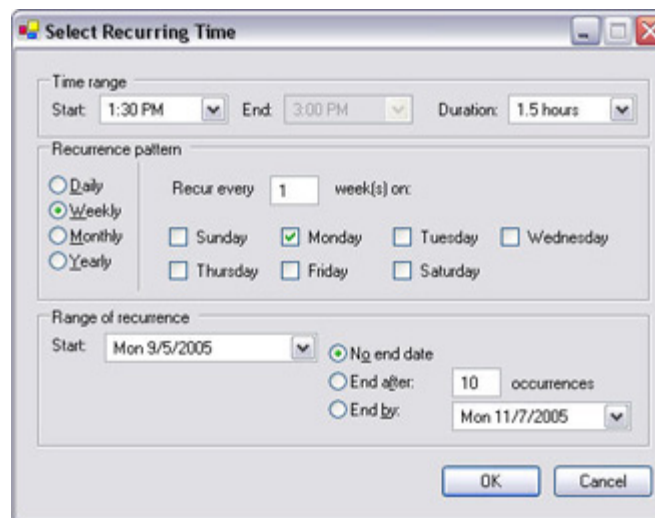 Select Recurring Time
Time range
Start: 1:30 PM End: 3:00 PM Duration: 1.5 hours
Recurrence pattern
Daily
Weekly
Monthly
Yearly
Recur every 1 week(s) on:
Sunday Monday Tuesday Wednesday
Thursday Friday Saturday
Range of recurrence
Start: Mon 9/5/2005
No end date
End after: 10 occurrences
End by: Mon 11/7/2005
OK Cancel